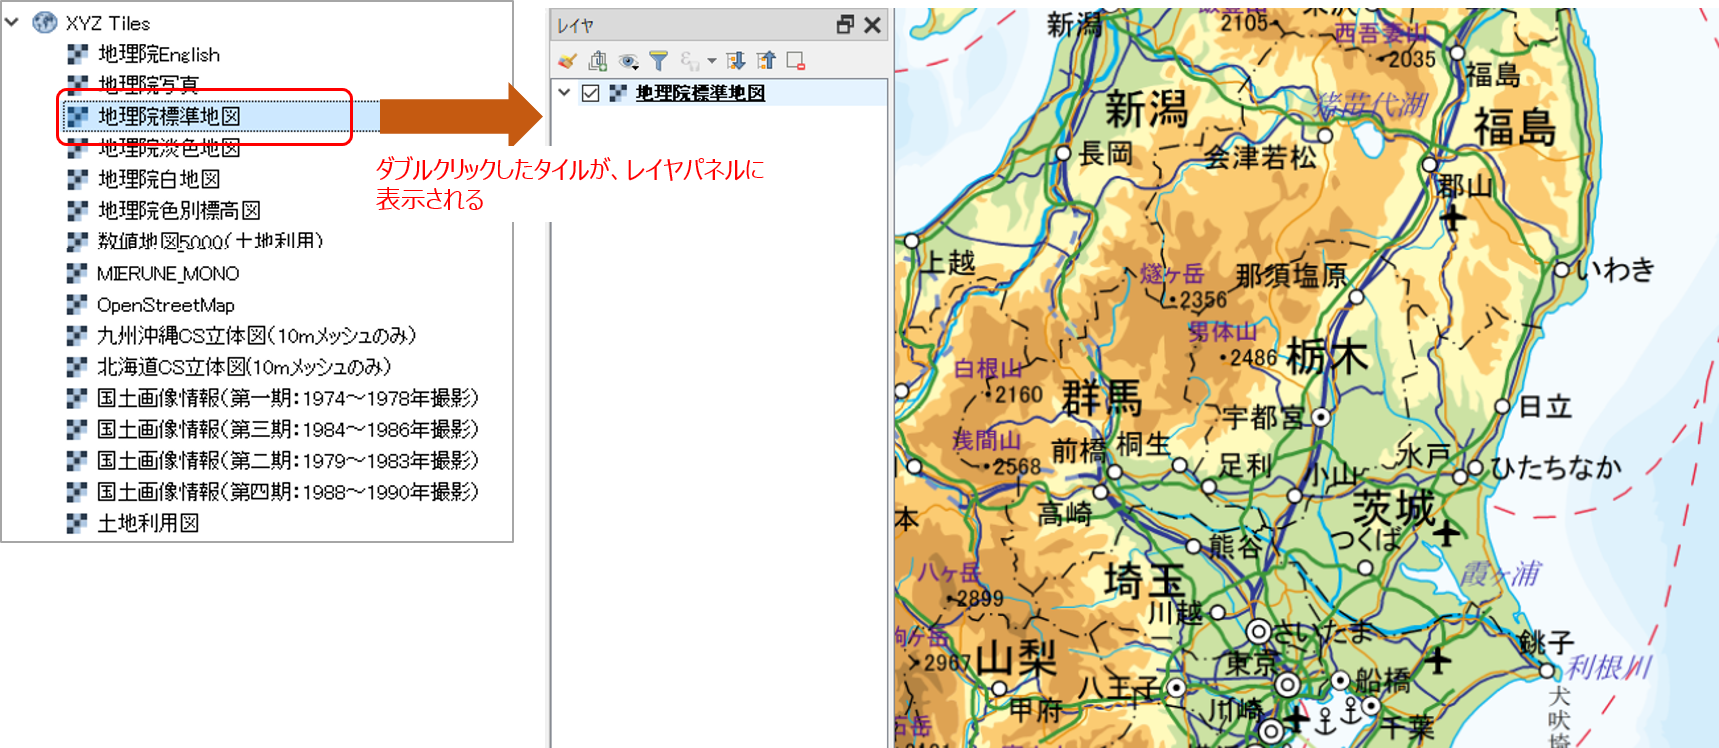 XYZ Tiles
地理院English
地理院写真
地理院標準地図
地理院淡色地図
地理院白地図
地理院色別標高図
数値地図5000(土地利用)
MIERUNE_MONO
OpenStreetMap
九州沖縄CS立体図(10mメッシュのみ)
北海道CS立体図(10mメッシュのみ)
国土画像情報(第一期：1974～1978年撮影)
国土画像情報(第三期：1984～1986年撮影)
国土画像情報(第二期：1979～1983年撮影)
国土画像情報(第四期：1988～1990年撮影)
土地利用図
ダブルクリックしたタイルが、レイヤパネルに
表示される
レイヤ
地理院標準地図
新潟
2105
西吾妻山
2035
福島
新潟
猪苗代湖
福島
長岡
会津若松
郡山
上越
燧ヶ岳
2356
那須塩原
いわき
男体山
2486
栃木
白根山
2160
群馬
宇都宮
日立
浅間山
2568
前橋
桐生
足利
小山
水戸
ひたちなか
本
高崎
茨城
つくば
熊谷
八ヶ岳
2899
埼玉
霞ヶ浦
川越
さいたま
駒ヶ岳
2967
山梨
東京
銚子
利根川
八王子
船橋
甲府
川崎
千葉
犬吠埼